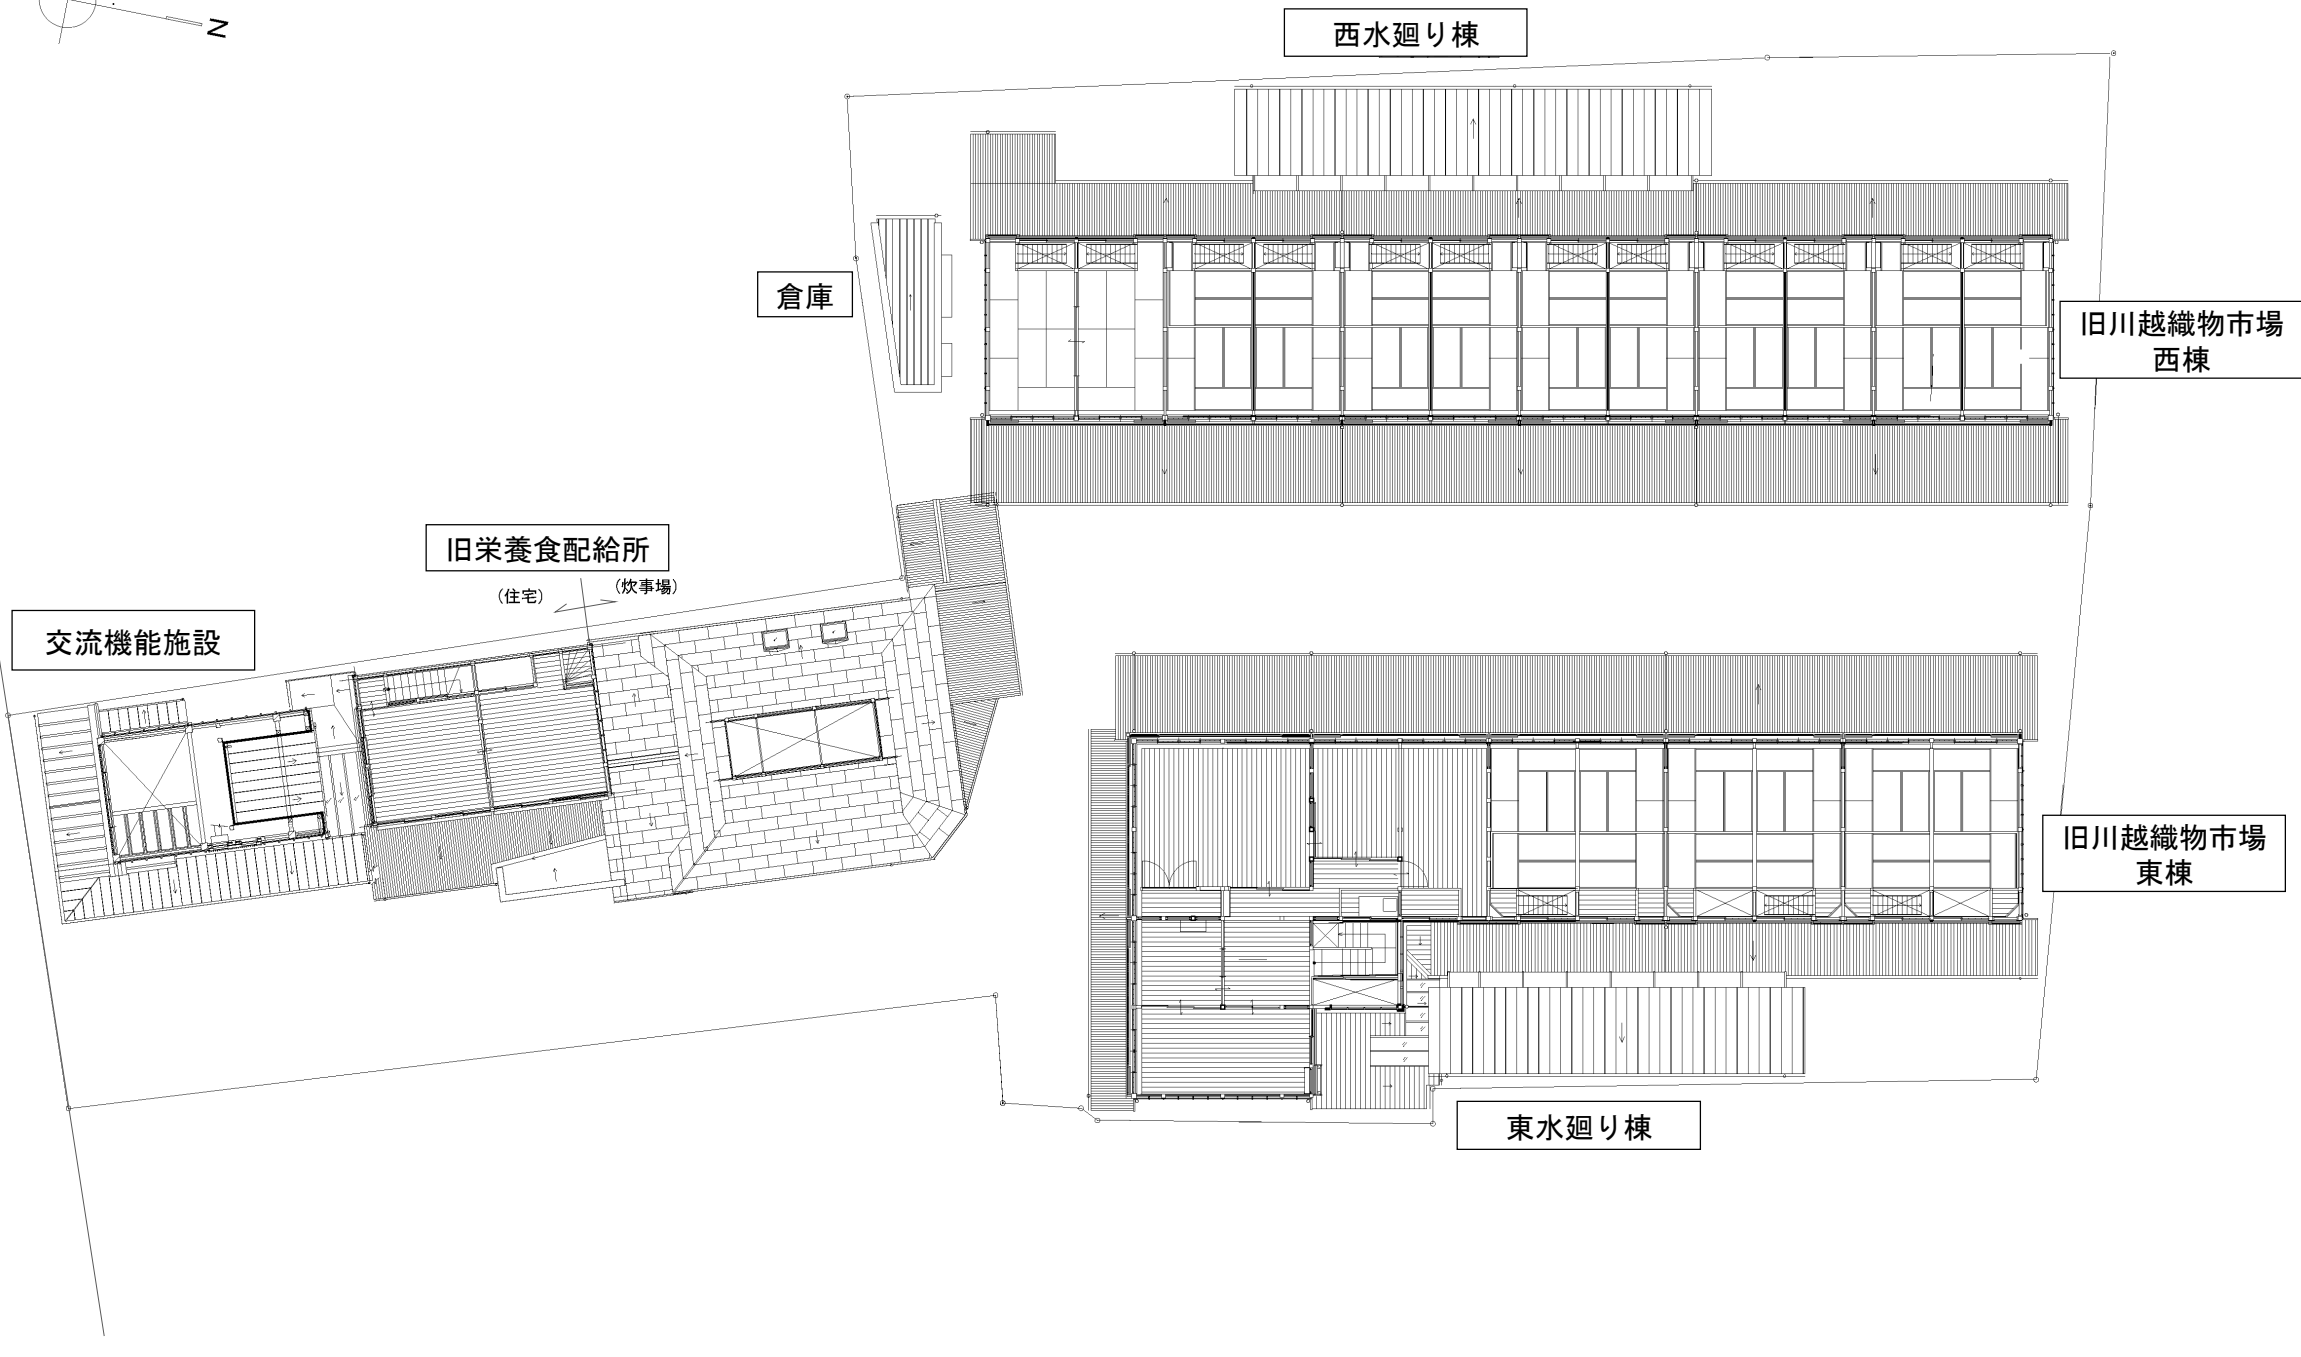 N
西水廻り棟
倉庫
旧川越織物市場
西棟
旧栄養食配給所
(住宅)
(炊事場)
交流機能施設
旧川越織物市場
東棟
東水廻り棟